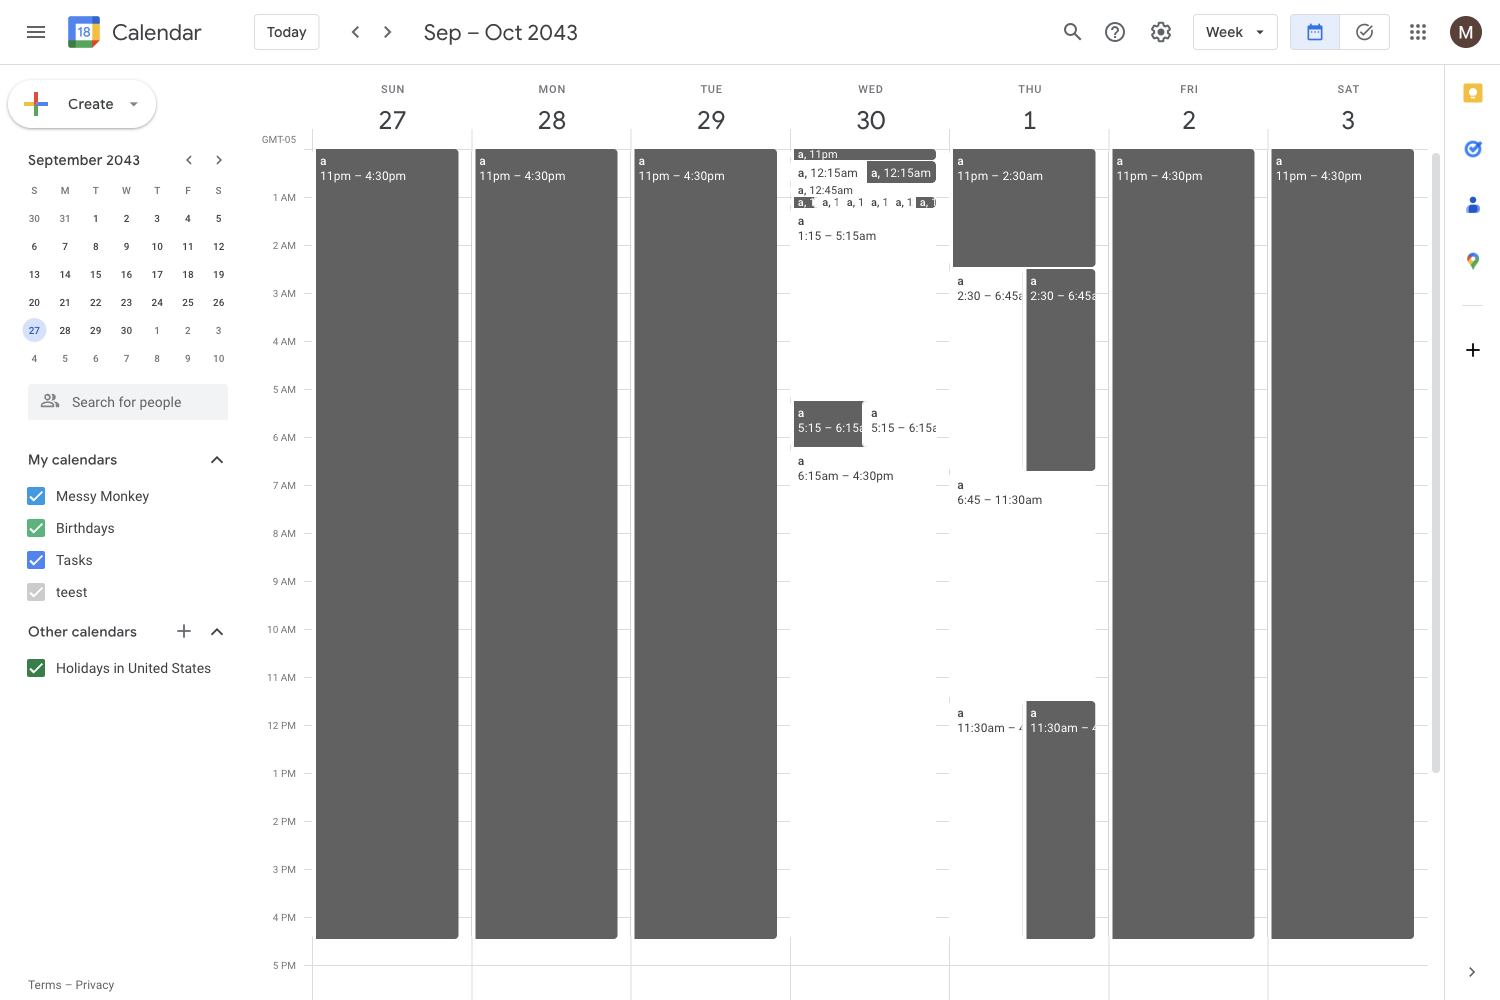 18 Calendar Today Sep – Oct 2043 Week M
Create
September 2043
S M T W T F S
30 31 1 2 3 4 5
6 7 8 9 10 11 12
13 14 15 16 17 18 19
20 21 22 23 24 25 26
27 28 29 30 1 2 3
4 5 6 7 8 9 10
Search for people
My calendars
Messy Monkey
Birthdays
Tasks
teest
Other calendars
Holidays in United States
Terms – Privacy
SUN MON TUE WED THU FRI SAT
27 28 29 30 1 2 3
GMT-05
1 AM
2 AM
3 AM
4 AM
5 AM
6 AM
7 AM
8 AM
9 AM
10 AM
11 AM
12 PM
1 PM
2 PM
3 PM
4 PM
5 PM
a
11pm – 4:30pm
a
11pm – 4:30pm
a
11pm – 4:30pm
a, 11pm
a, 12:15am a, 12:15am
a, 12:45am
a, 1 a, 1 a, 1 a, 1 a, 1 a, 1
a
1:15 – 5:15am
a
5:15 – 6:15a
a
5:15 – 6:15a
a
6:15am – 4:30pm
a
11pm – 2:30am
a
2:30 – 6:45a
a
2:30 – 6:45a
a
6:45 – 11:30am
a
11:30am – 4
a
11:30am – 4
a
11pm – 4:30pm
a
11pm – 4:30pm